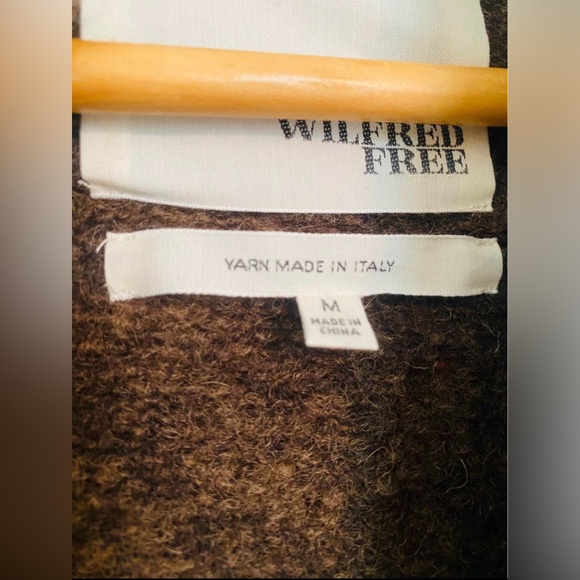 WILFRED
FREE
YARN MADE IN ITALY
M
MADE IN
CHINA